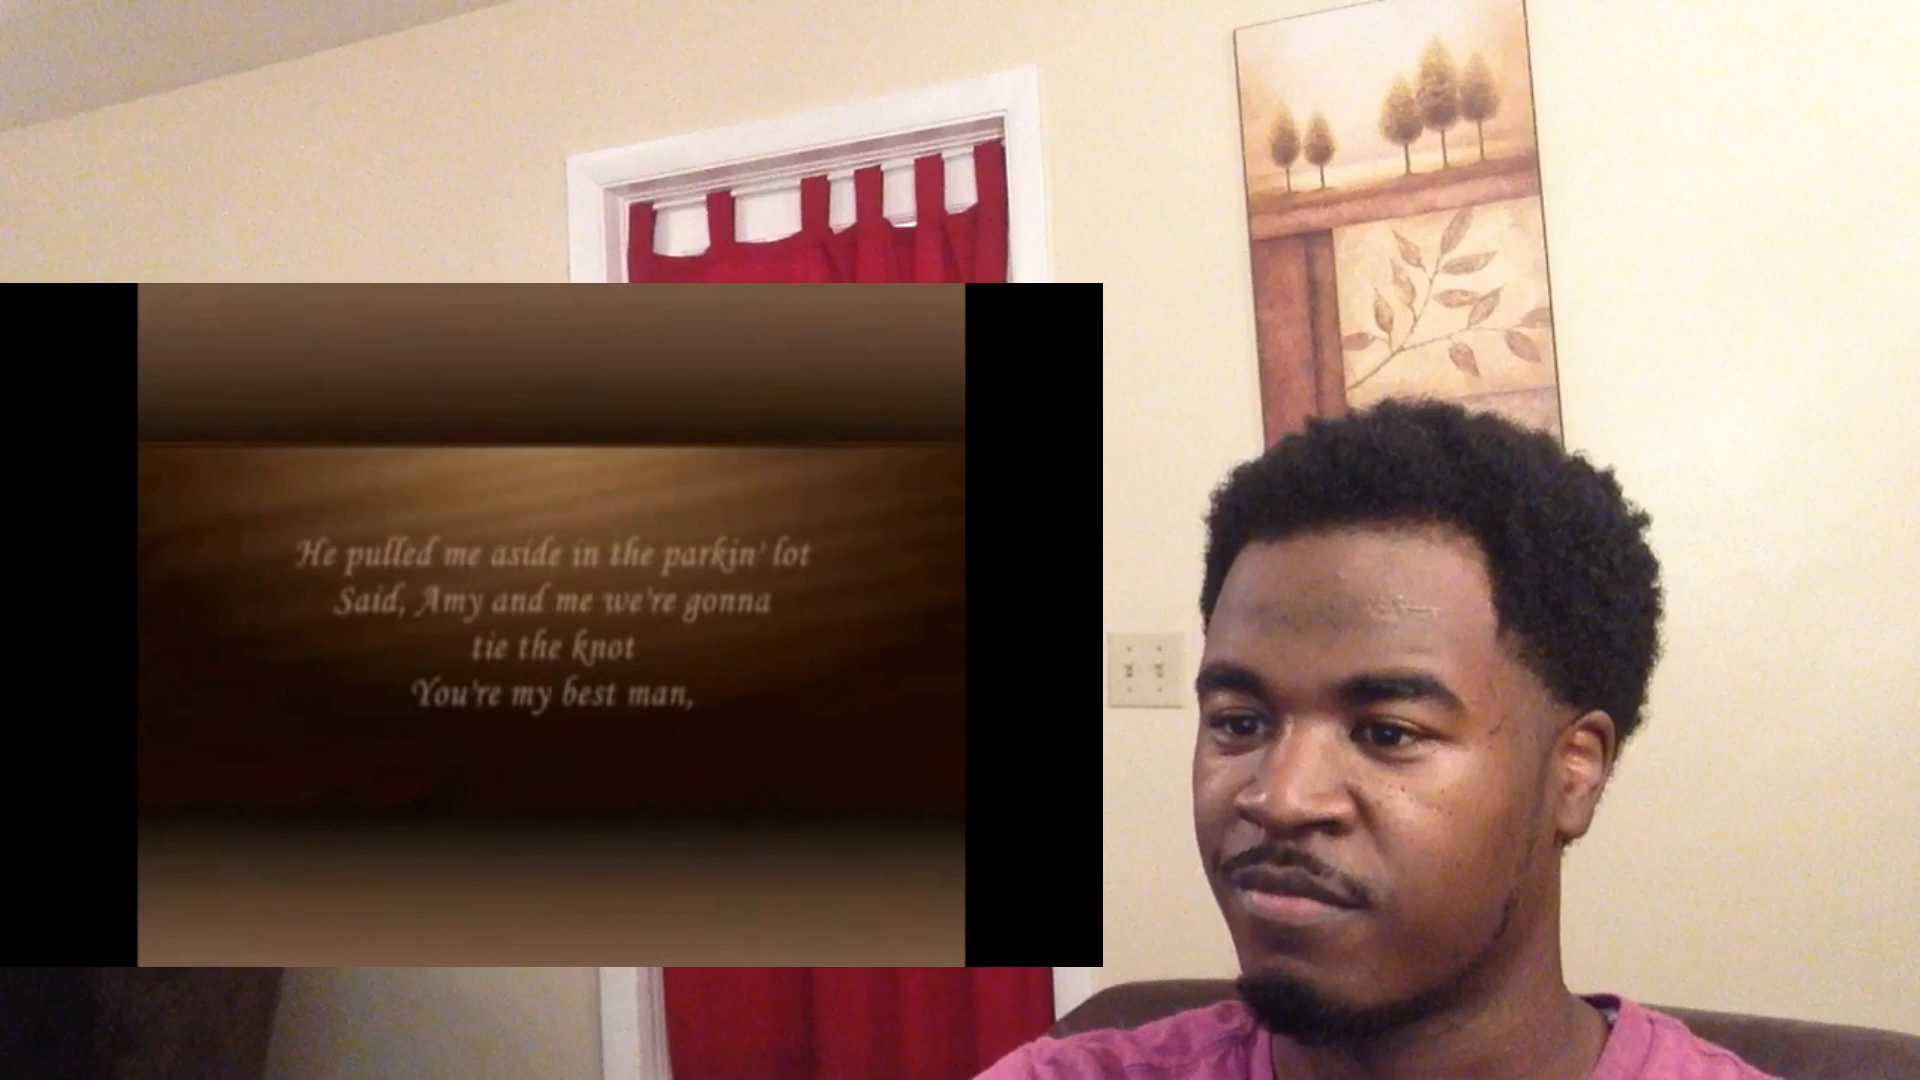 He pulled me aside in the parkin' lot
Said, Amy and me we're gonna
tie the knot
You're my best man,